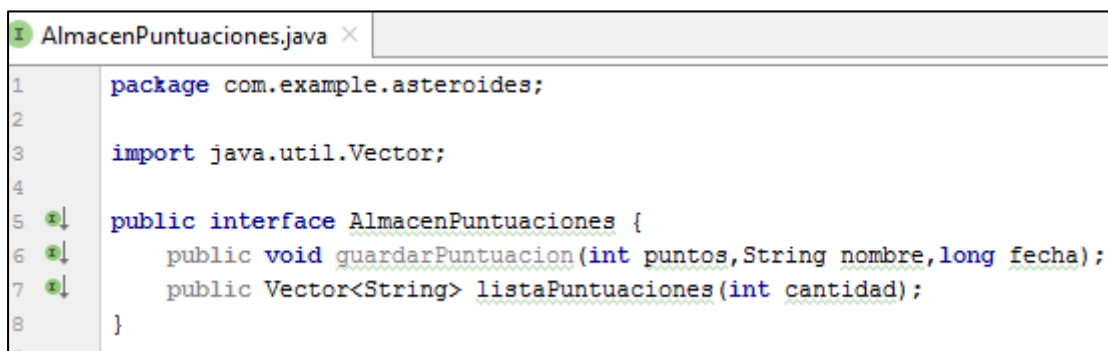 I AlmacenPuntuaciones.java ×
1 package com.example.asteroides;
2
3 import java.util.Vector;
4
5 I public interface AlmacenPuntuaciones {
6 I public void guardarPuntuacion(int puntos,String nombre,long fecha);
7 I public Vector<String> listaPuntuaciones(int cantidad);
8 }